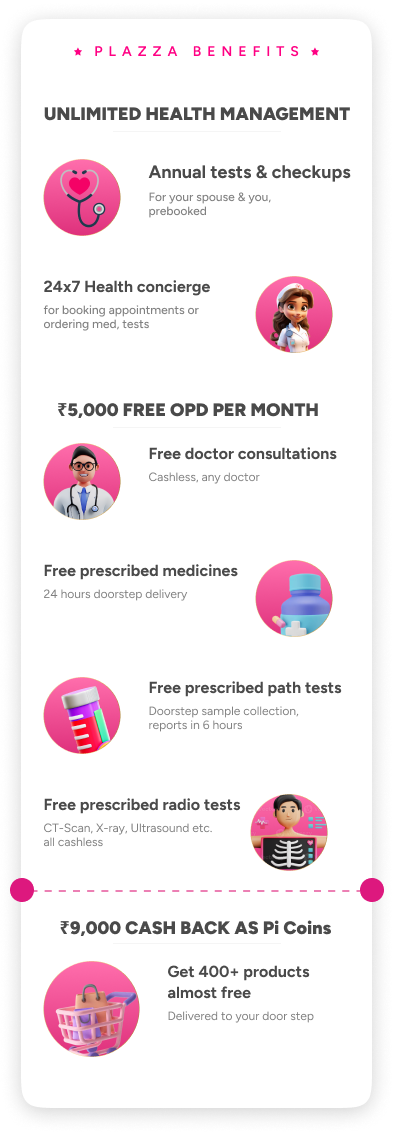 PLAZZA BENEFITS
UNLIMITED HEALTH MANAGEMENT
Annual tests & checkups
For your spouse & you,
prebooked
24x7 Health concierge
for booking appointments or
ordering med, tests
₹5,000 FREE OPD PER MONTH
Free doctor consultations
Cashless, any doctor
Free prescribed medicines
24 hours doorstep delivery
Free prescribed path tests
Doorstep sample collection,
reports in 6 hours
Free prescribed radio tests
CT-Scan, X-ray, Ultrasound etc.
all cashless
₹9,000 CASH BACK AS Pi Coins
Get 400+ products
almost free
Delivered to your door step